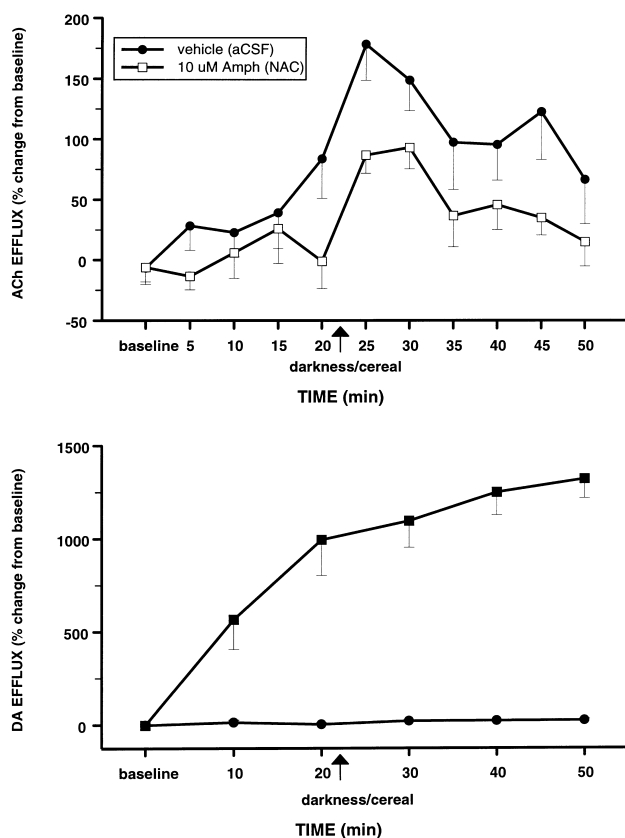 200
150
100
50
0
-50
ACh EFFLUX (% change from baseline)
vehicle (aCSF)
10 uM Amph (NAC)
baseline 5 10 15 20 25 30 35 40 45 50
darkness/cereal
TIME (min)
1500
1000
500
0
DA EFFLUX (% change from baseline)
baseline 10 20 30 40 50
darkness/cereal
TIME (min)